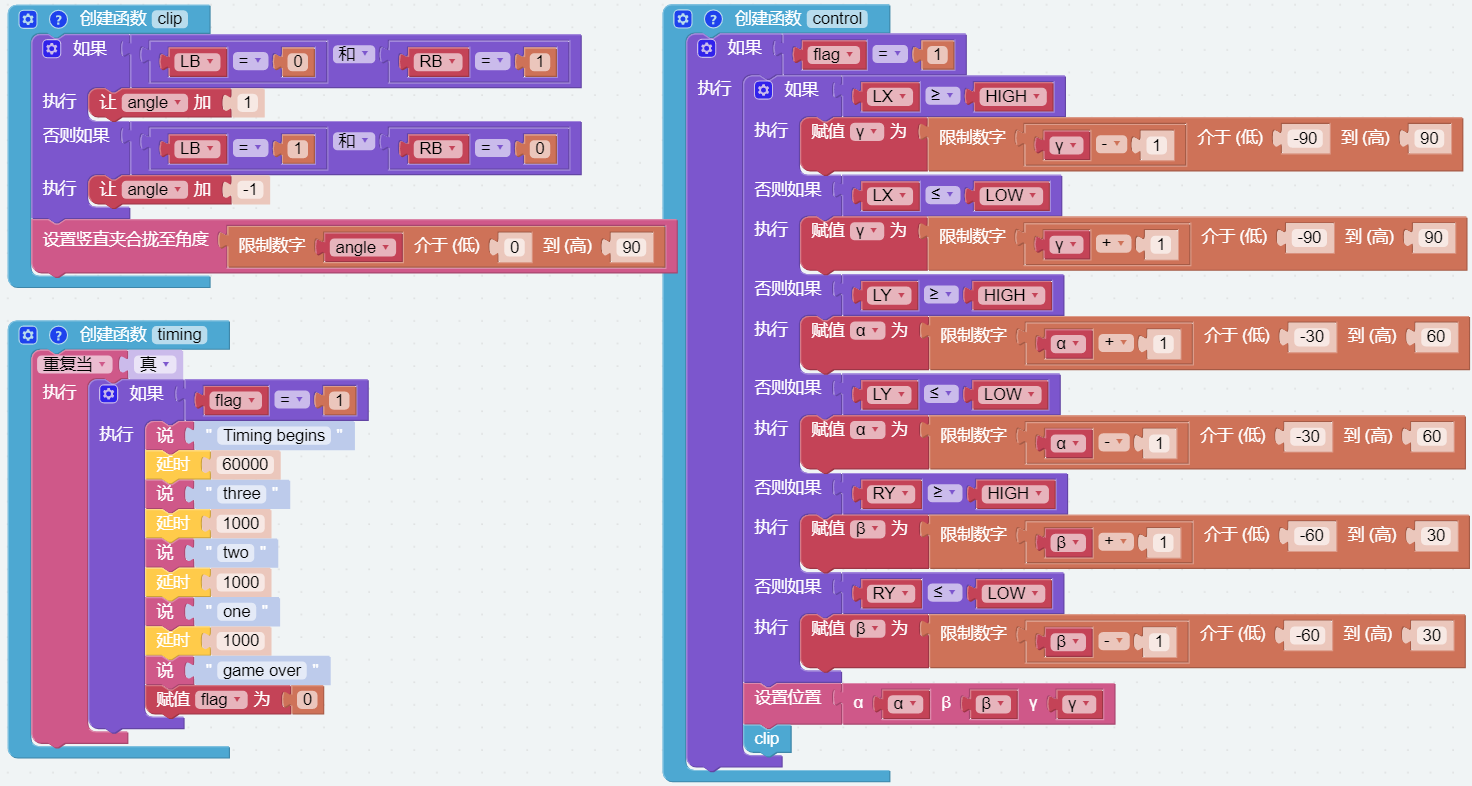 创建函数 clip
如果 LB = 0 和 RB = 1
执行 让 angle 加 1
否则如果 LB = 1 和 RB = 0
执行 让 angle 加 -1
设置竖直夹合拢至角度 限制数字 angle 介于 (低) 0 到 (高) 90
创建函数 timing
重复当 真
执行 如果 flag = 1
执行 说 " Timing begins "
延时 60000
说 " three "
延时 1000
说 " two "
延时 1000
说 " one "
延时 1000
说 " game over "
赋值 flag 为 0
创建函数 control
如果 flag = 1
执行 如果 LX ≥ HIGH
执行 赋值 γ 为 限制数字 γ - 1 介于 (低) -90 到 (高) 90
否则如果 LX ≤ LOW
执行 赋值 γ 为 限制数字 γ + 1 介于 (低) -90 到 (高) 90
否则如果 LY ≥ HIGH
执行 赋值 α 为 限制数字 α + 1 介于 (低) -30 到 (高) 60
否则如果 LY ≤ LOW
执行 赋值 α 为 限制数字 α - 1 介于 (低) -30 到 (高) 60
否则如果 RY ≥ HIGH
执行 赋值 β 为 限制数字 β + 1 介于 (低) -60 到 (高) 30
否则如果 RY ≤ LOW
执行 赋值 β 为 限制数字 β - 1 介于 (低) -60 到 (高) 30
设置位置 α α β β γ γ
clip